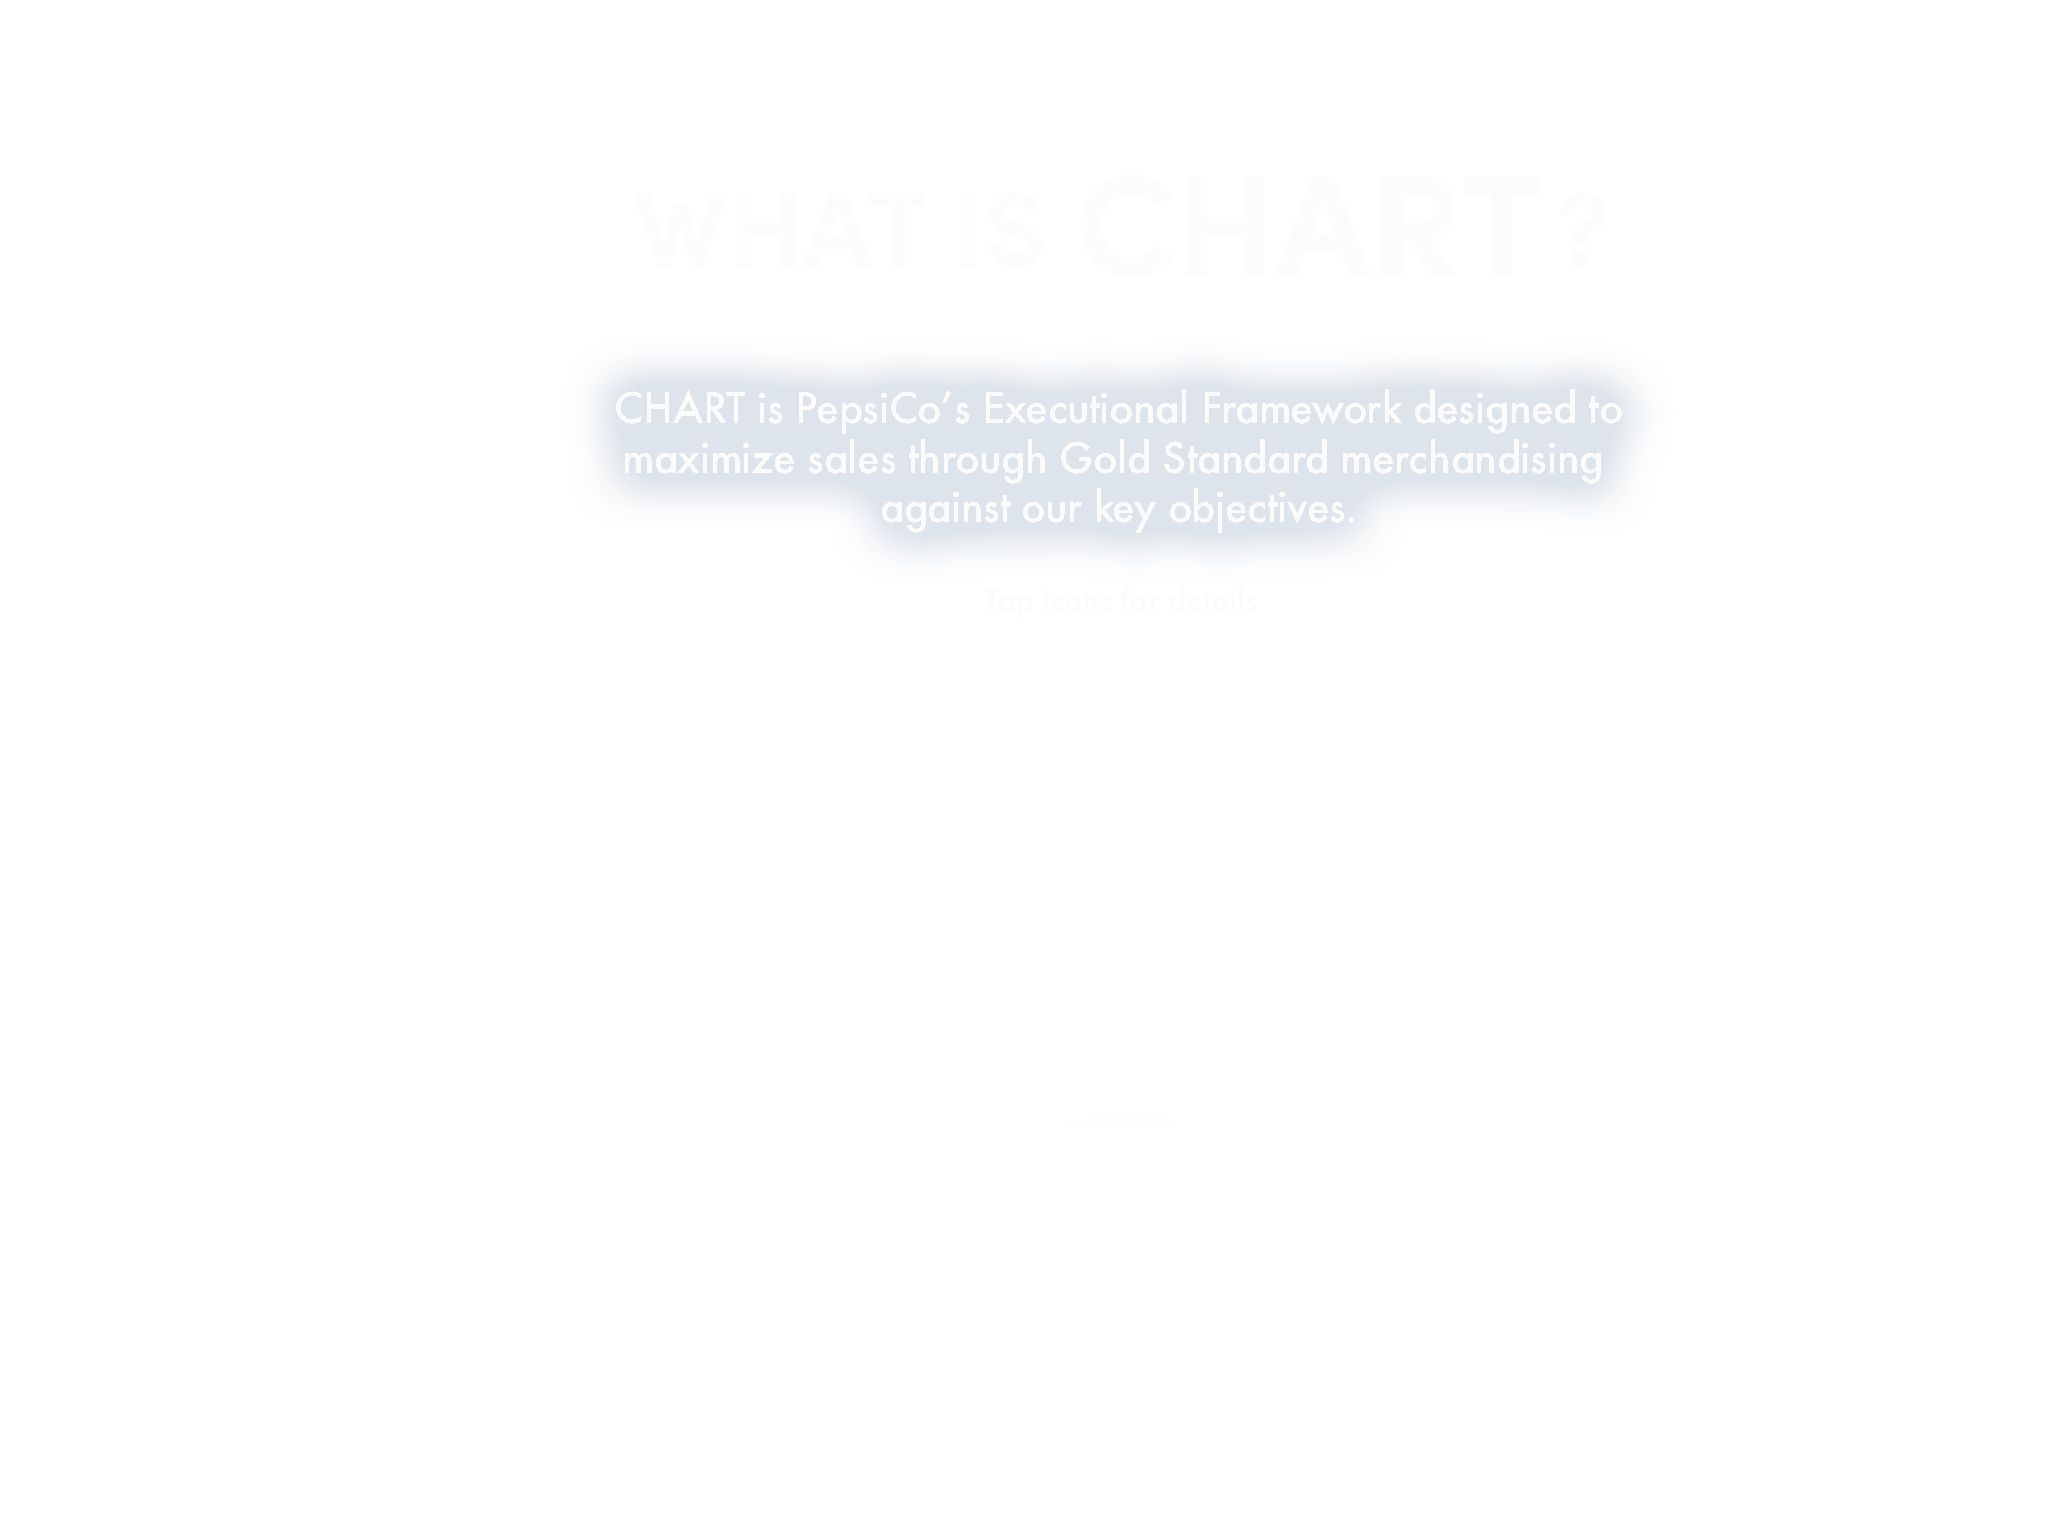 WHAT IS CHART ?
CHART is PepsiCo’s Executional Framework designed to
maximize sales through Gold Standard merchandising
against our key objectives.
Tap icons for details